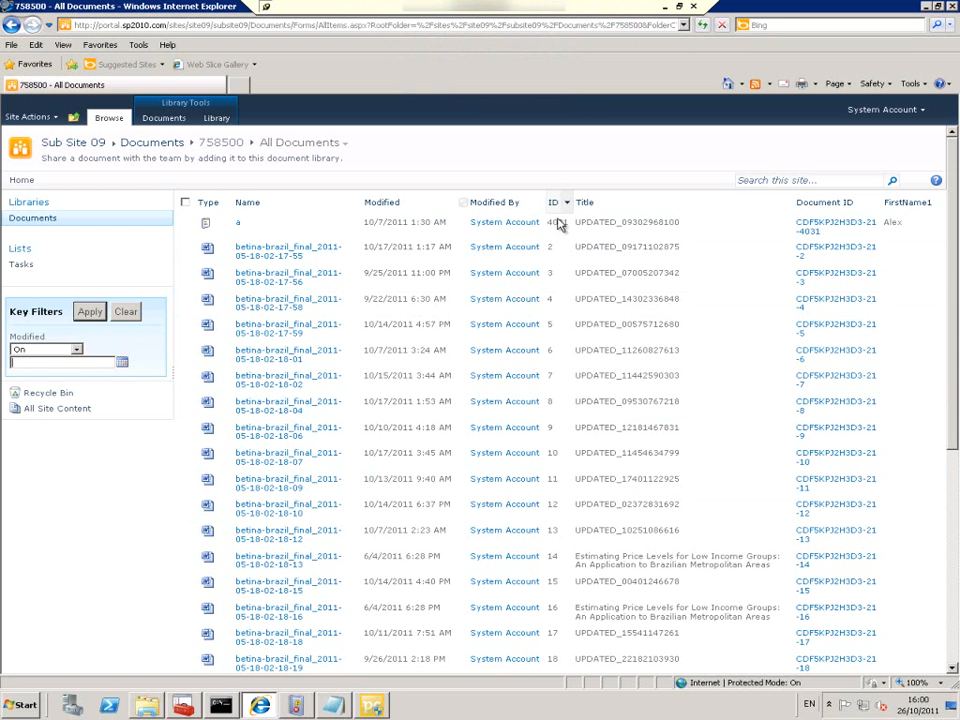 758500 - All Documents - Windows Internet Explorer
http://portal.sp2010.com/sites/site09/subsite09/Documents/Forms/AllItems.aspx?RootFolder=%2Fsites%2Fsite09%2Fsubsite09%2FDocuments%2F758500&FolderC
Bing
File Edit View Favorites Tools Help
Favorites Suggested Sites Web Slice Gallery
758500 - All Documents
Page Safety Tools
Library Tools
Site Actions Browse Documents Library
System Account
Sub Site 09 Documents 758500 All Documents
Share a document with the team by adding it to this document library.
Home
Search this site...
Libraries
Documents
Lists
Tasks
Key Filters Apply Clear
Modified
On
Recycle Bin
All Site Content
Type Name Modified Modified By ID Title Document ID FirstName1
a 10/7/2011 1:30 AM System Account UPDATED_09302968100 CDF5KPJ2H3D3-21 Alex
-4031
betina-brazil_final_2011- 10/17/2011 1:17 AM System Account 2 UPDATED_09171102875 CDF5KPJ2H3D3-21
05-18-02-17-55 -2
betina-brazil_final_2011- 9/25/2011 11:00 PM System Account 3 UPDATED_07005207342 CDF5KPJ2H3D3-21
05-18-02-17-56 -3
betina-brazil_final_2011- 9/22/2011 6:30 AM System Account 4 UPDATED_14302336848 CDF5KPJ2H3D3-21
05-18-02-17-58 -4
betina-brazil_final_2011- 10/14/2011 4:57 PM System Account 5 UPDATED_00575712680 CDF5KPJ2H3D3-21
05-18-02-17-59 -5
betina-brazil_final_2011- 10/7/2011 3:24 AM System Account 6 UPDATED_11260827613 CDF5KPJ2H3D3-21
05-18-02-18-01 -6
betina-brazil_final_2011- 10/15/2011 3:44 AM System Account 7 UPDATED_11442590303 CDF5KPJ2H3D3-21
05-18-02-18-02 -7
betina-brazil_final_2011- 10/17/2011 1:53 AM System Account 8 UPDATED_09530767218 CDF5KPJ2H3D3-21
05-18-02-18-04 -8
betina-brazil_final_2011- 10/10/2011 4:18 AM System Account 9 UPDATED_12181467831 CDF5KPJ2H3D3-21
05-18-02-18-06 -9
betina-brazil_final_2011- 10/17/2011 3:45 AM System Account 10 UPDATED_11454634799 CDF5KPJ2H3D3-21
05-18-02-18-07 -10
betina-brazil_final_2011- 10/13/2011 9:40 AM System Account 11 UPDATED_17401122925 CDF5KPJ2H3D3-21
05-18-02-18-09 -11
betina-brazil_final_2011- 10/14/2011 6:37 PM System Account 12 UPDATED_02372831692 CDF5KPJ2H3D3-21
05-18-02-18-10 -12
betina-brazil_final_2011- 10/7/2011 2:23 AM System Account 13 UPDATED_10251086616 CDF5KPJ2H3D3-21
05-18-02-18-12 -13
betina-brazil_final_2011- 6/4/2011 6:28 PM System Account 14 Estimating Price Levels for Low Income Groups: CDF5KPJ2H3D3-21
05-18-02-18-13 An Application to Brazilian Metropolitan Areas -14
betina-brazil_final_2011- 10/14/2011 4:40 PM System Account 15 UPDATED_00401246678 CDF5KPJ2H3D3-21
05-18-02-18-15 -15
betina-brazil_final_2011- 6/4/2011 6:28 PM System Account 16 Estimating Price Levels for Low Income Groups: CDF5KPJ2H3D3-21
05-18-02-18-16 An Application to Brazilian Metropolitan Areas -16
betina-brazil_final_2011- 10/11/2011 7:51 AM System Account 17 UPDATED_15541147261 CDF5KPJ2H3D3-21
05-18-02-18-18 -17
betina-brazil_final_2011- 9/26/2011 2:18 PM System Account 18 UPDATED_22182103930 CDF5KPJ2H3D3-21
05-18-02-18-19 -18
Internet | Protected Mode: On 100%
Start EN 16:00
26/10/2011